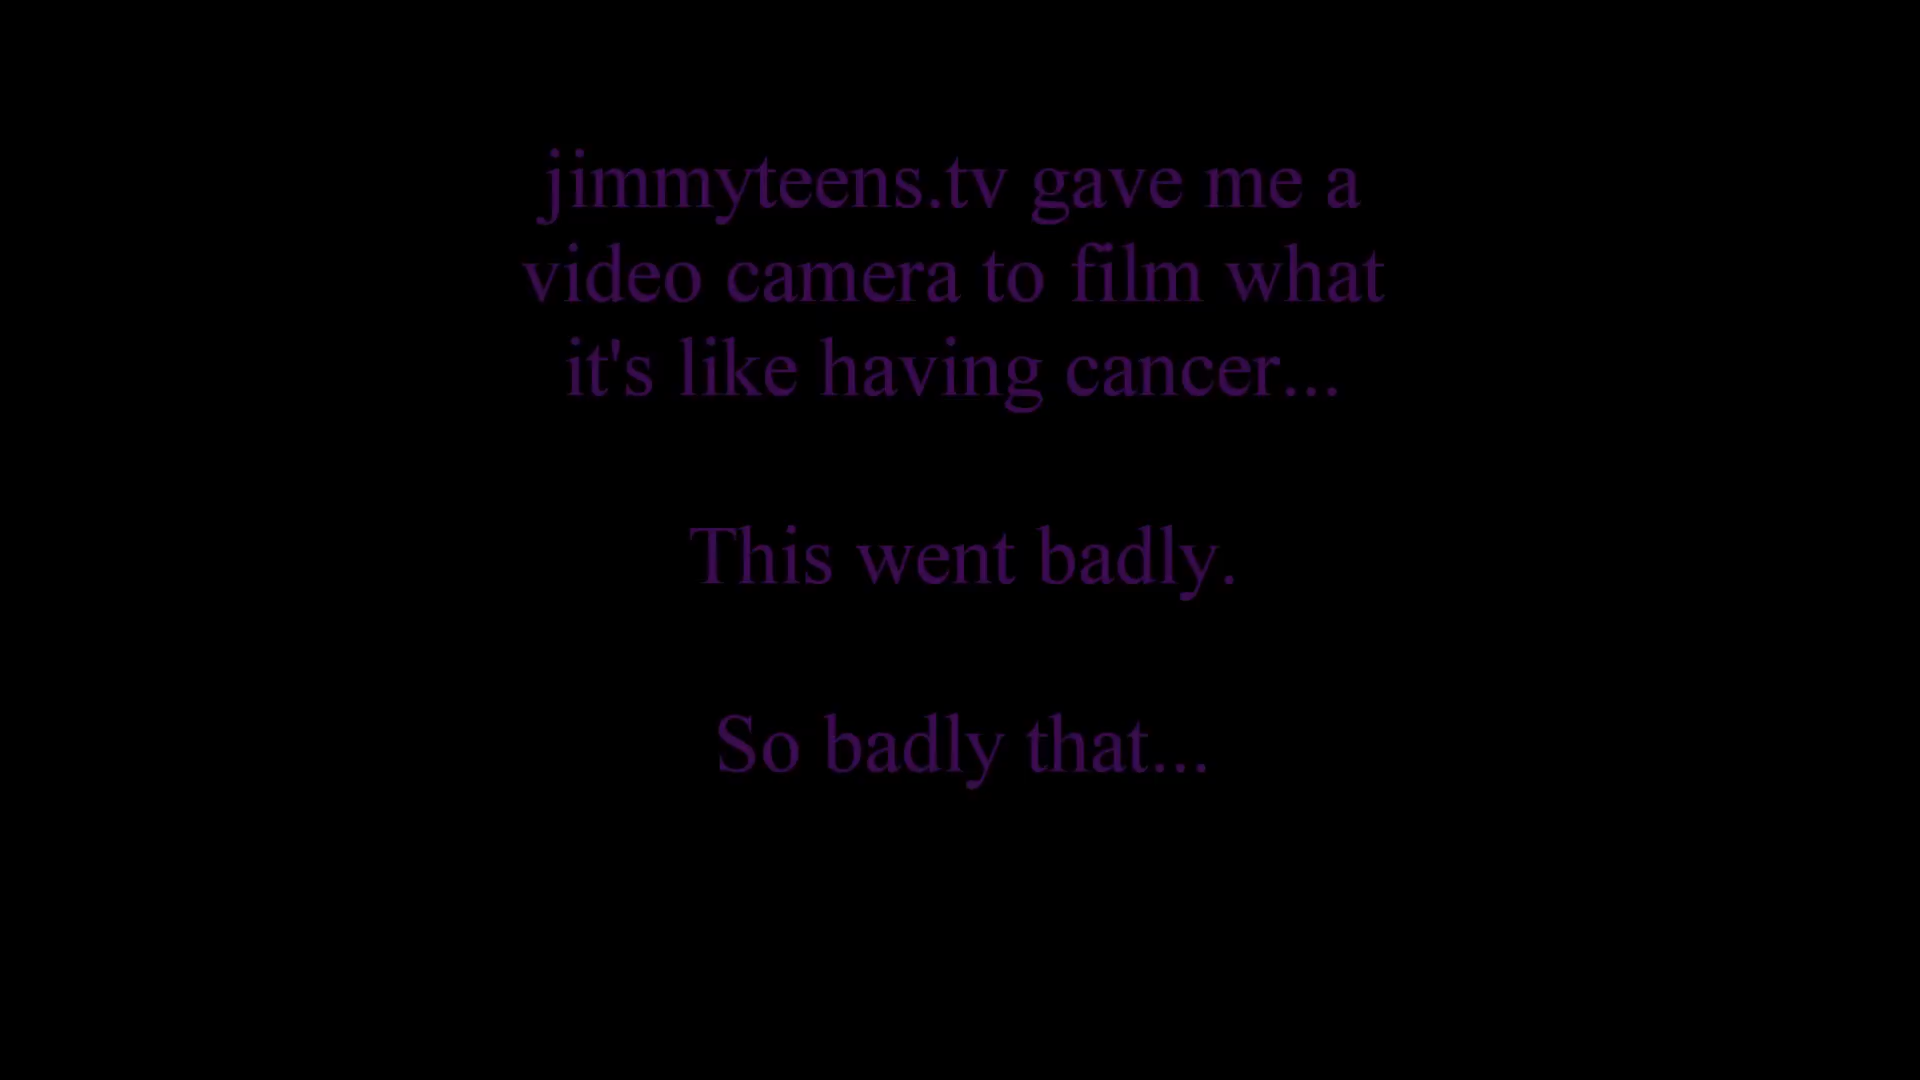 jimmyteens.tv gave me a
video camera to film what
it's like having cancer...
This went badly.
So badly that...